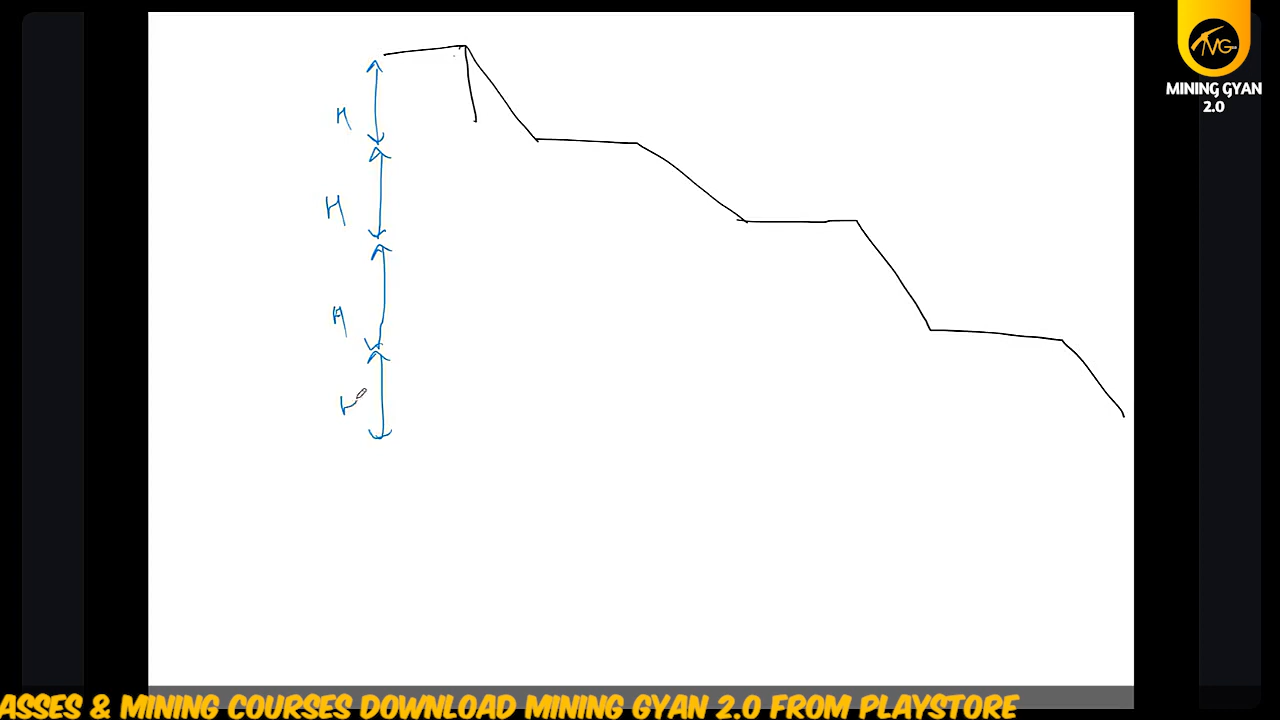 MINING GYAN
2.0
H
H
H
ASSES & MINING COURSES DOWNLOAD MINING GYAN 2.0 FROM PLAYSTORE